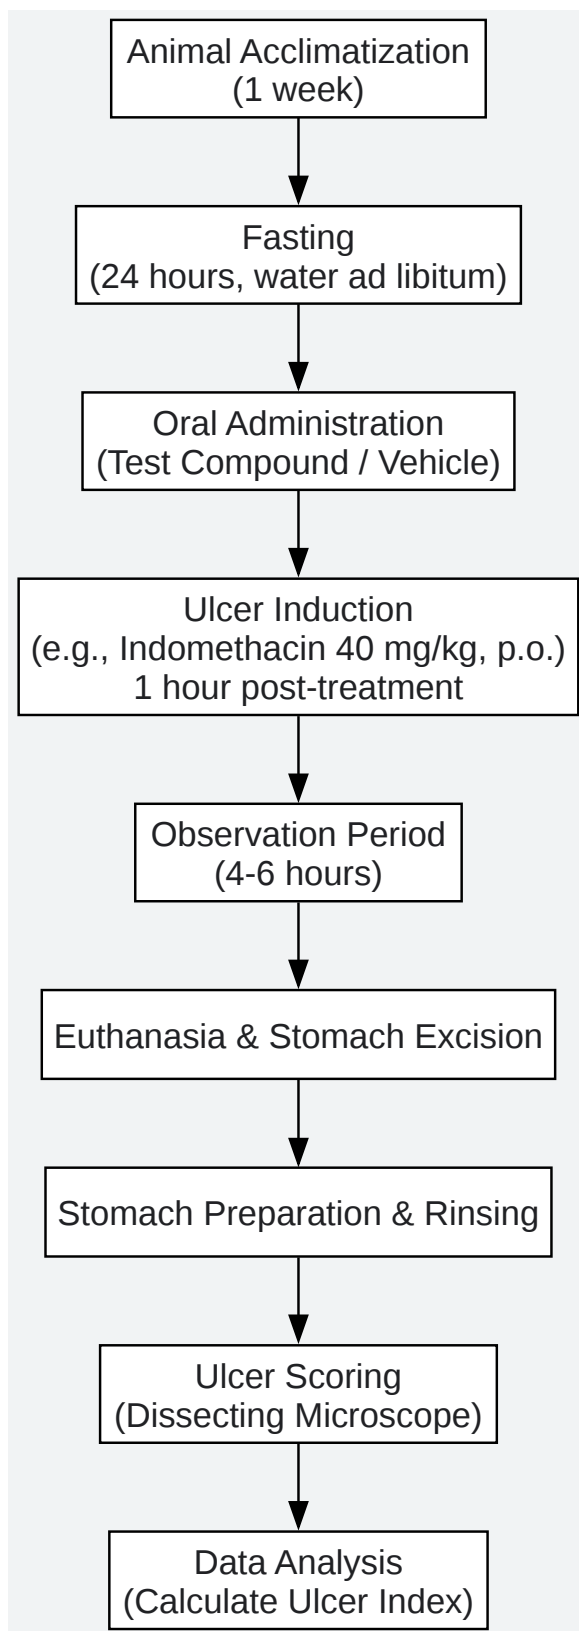 Animal Acclimatization
(1 week)
Fasting
(24 hours, water ad libitum)
Oral Administration
(Test Compound / Vehicle)
Ulcer Induction
(e.g., Indomethacin 40 mg/kg, p.o.)
1 hour post-treatment
Observation Period
(4-6 hours)
Euthanasia & Stomach Excision
Stomach Preparation & Rinsing
Ulcer Scoring
(Dissecting Microscope)
Data Analysis
(Calculate Ulcer Index)